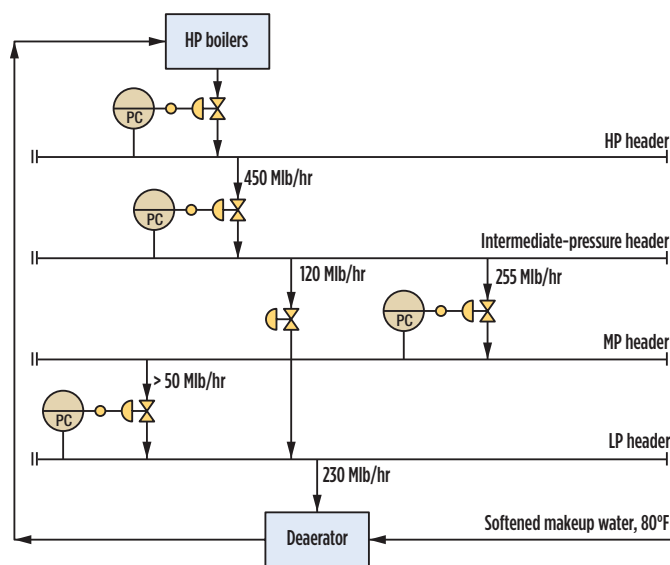 HP boilers
PC
HP header
450 Mlb/hr
PC
Intermediate-pressure header
120 Mlb/hr
255 Mlb/hr
PC
MP header
> 50 Mlb/hr
PC
LP header
230 Mlb/hr
Softened makeup water, 80°F
Deaerator